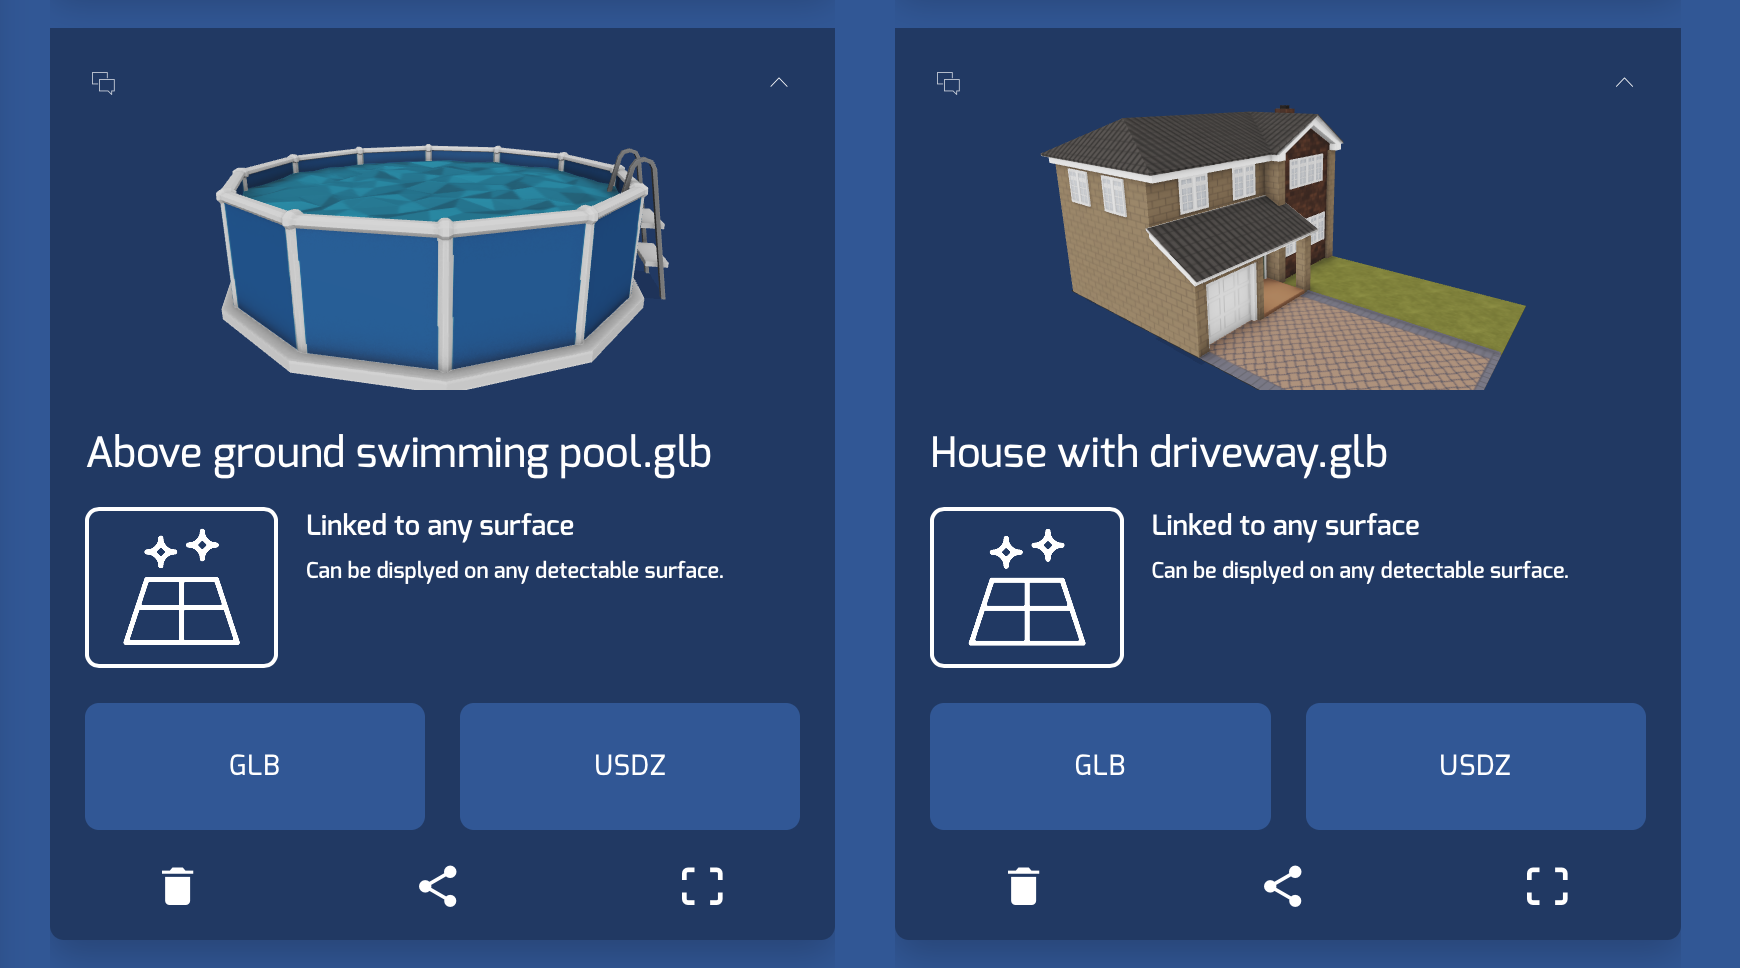 Above ground swimming pool.glb
Linked to any surface
Can be displyed on any detectable surface.
GLB
USDZ
House with driveway.glb
Linked to any surface
Can be displyed on any detectable surface.
GLB
USDZ